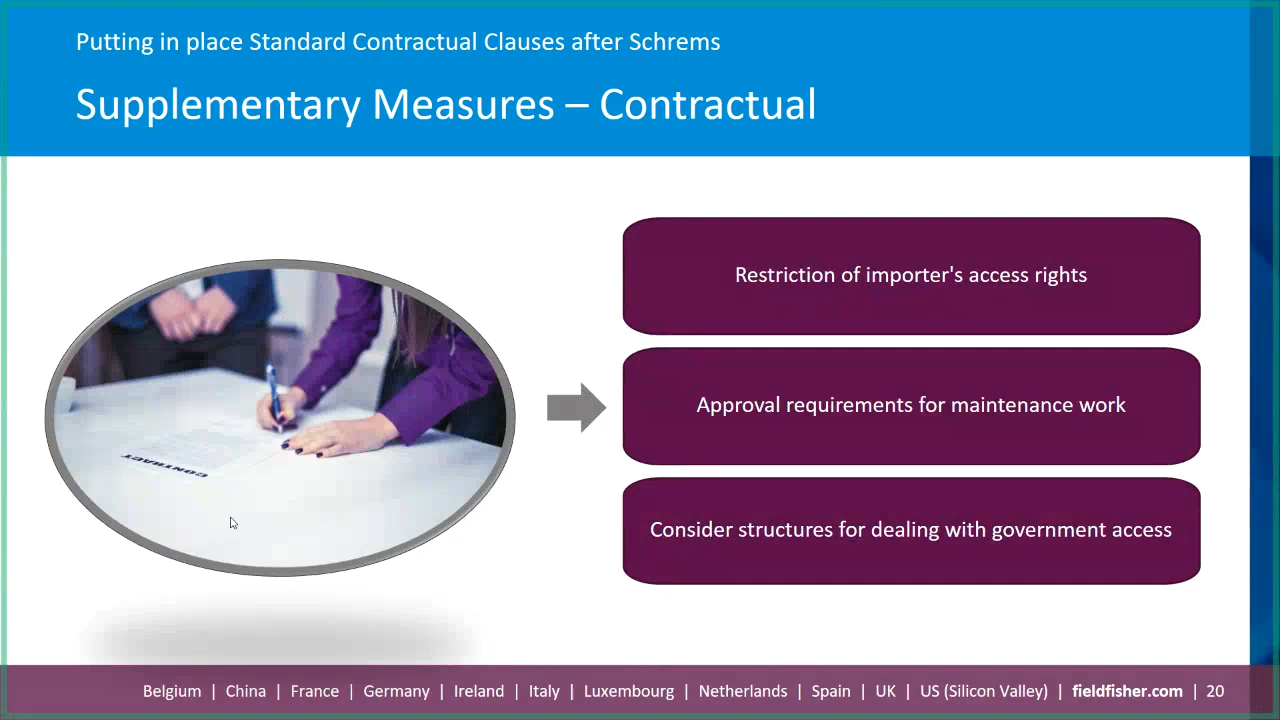 Putting in place Standard Contractual Clauses after Schrems
Supplementary Measures – Contractual
CONTRACT
Restriction of importer's access rights
Approval requirements for maintenance work
Consider structures for dealing with government access
Belgium | China | France | Germany | Ireland | Italy | Luxembourg | Netherlands | Spain | UK | US (Silicon Valley) | fieldfisher.com | 20